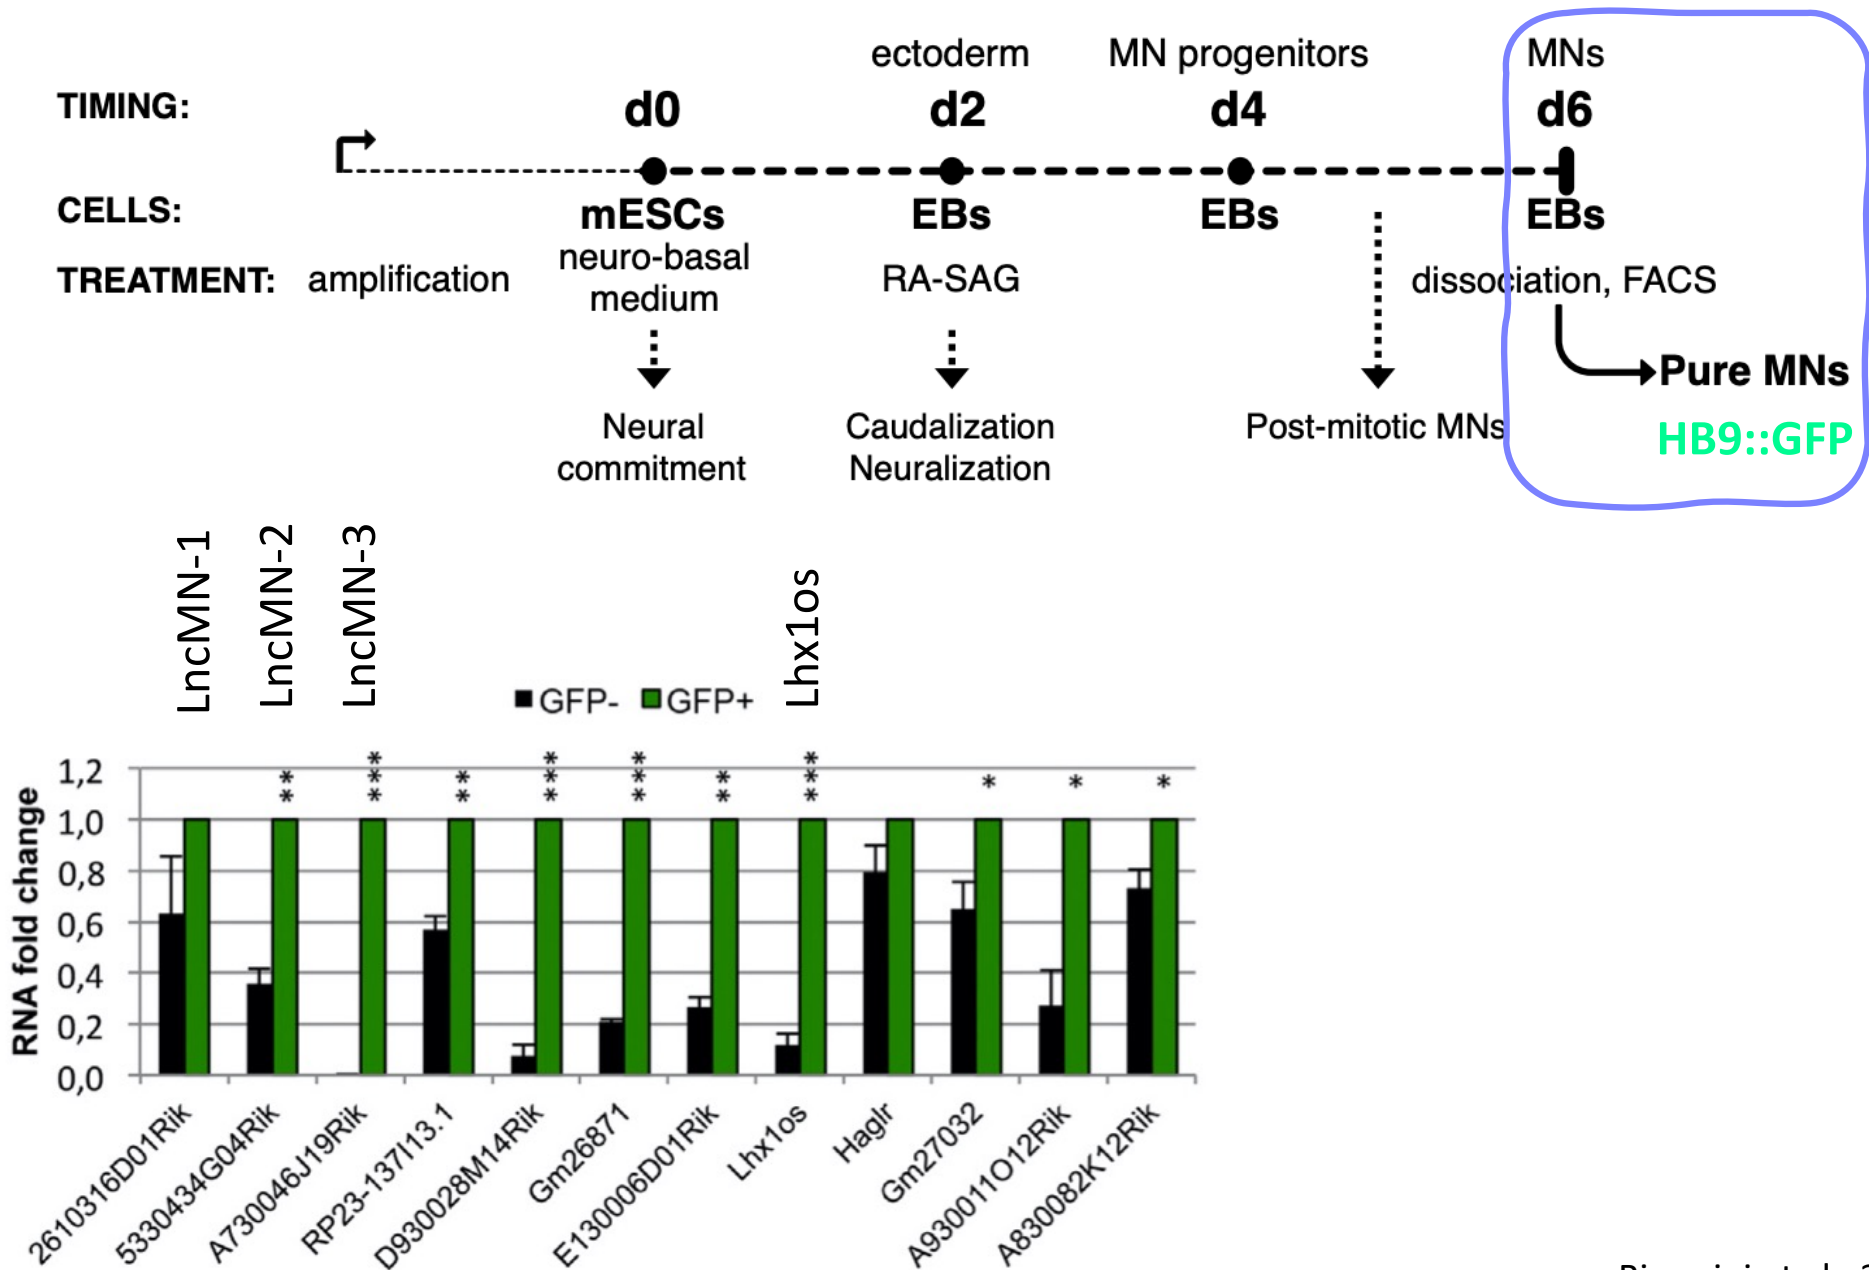 ectoderm MN progenitors MNs
TIMING: d0 d2 d4 d6
CELLS: mESCs EBs EBs EBs
TREATMENT: amplification neuro-basal medium RA-SAG dissociation, FACS
Pure MNs
HB9::GFP
Neural commitment
Caudalization Neuralization
Post-mitotic MNs
LncMN-1
LncMN-2
LncMN-3
Lhx1os
GFP- GFP+
** *** ** *** *** ** *** * * *
RNA fold change
1,2
1,0
0,8
0,6
0,4
0,2
0,0
2610316D01Rik
5330434G04Rik
A730046J19Rik
RP23-137I13.1
D930028M14Rik
Gm26871
E130006D01Rik
Lhx1os
Haglr
Gm27032
A930011O12Rik
A830082K12Rik